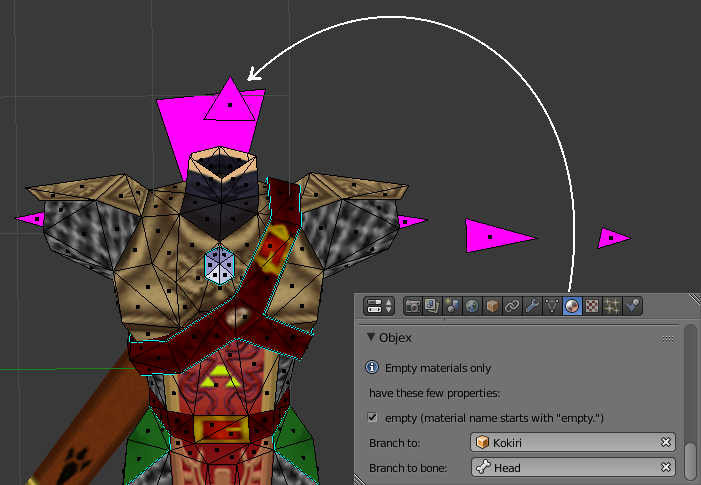 Objex
Empty materials only
have these few properties:
empty (material name starts with "empty.")
Branch to: Kokiri
Branch to bone: Head